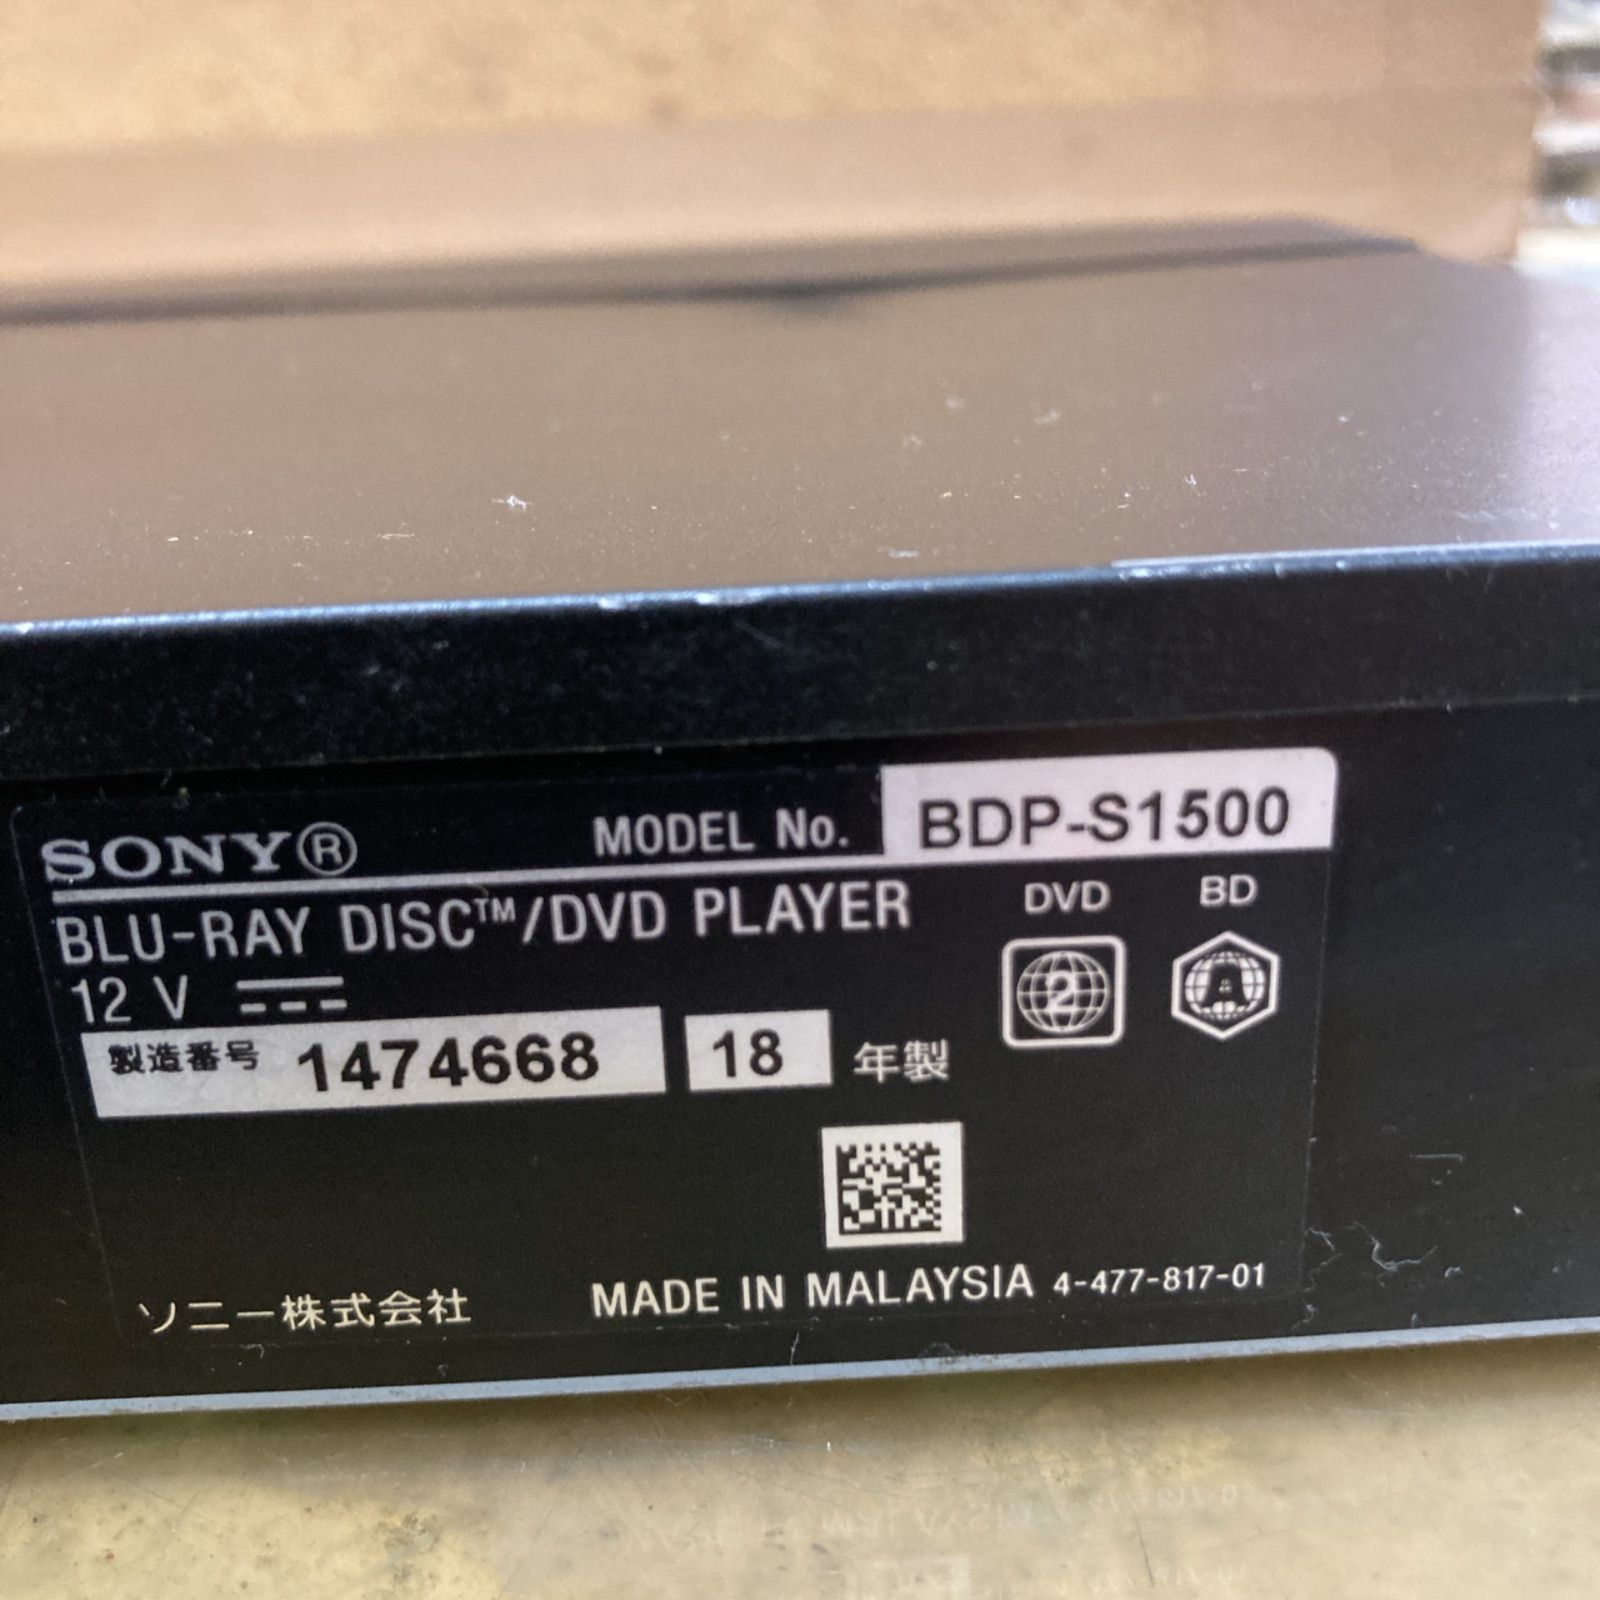 SONY® MODEL No. BDP-S1500
BLU-RAY DISC™/DVD PLAYER DVD BD
12 V 2 A
製造番号 1474668 18 年製
ソニー株式会社 MADE IN MALAYSIA 4-477-817-01